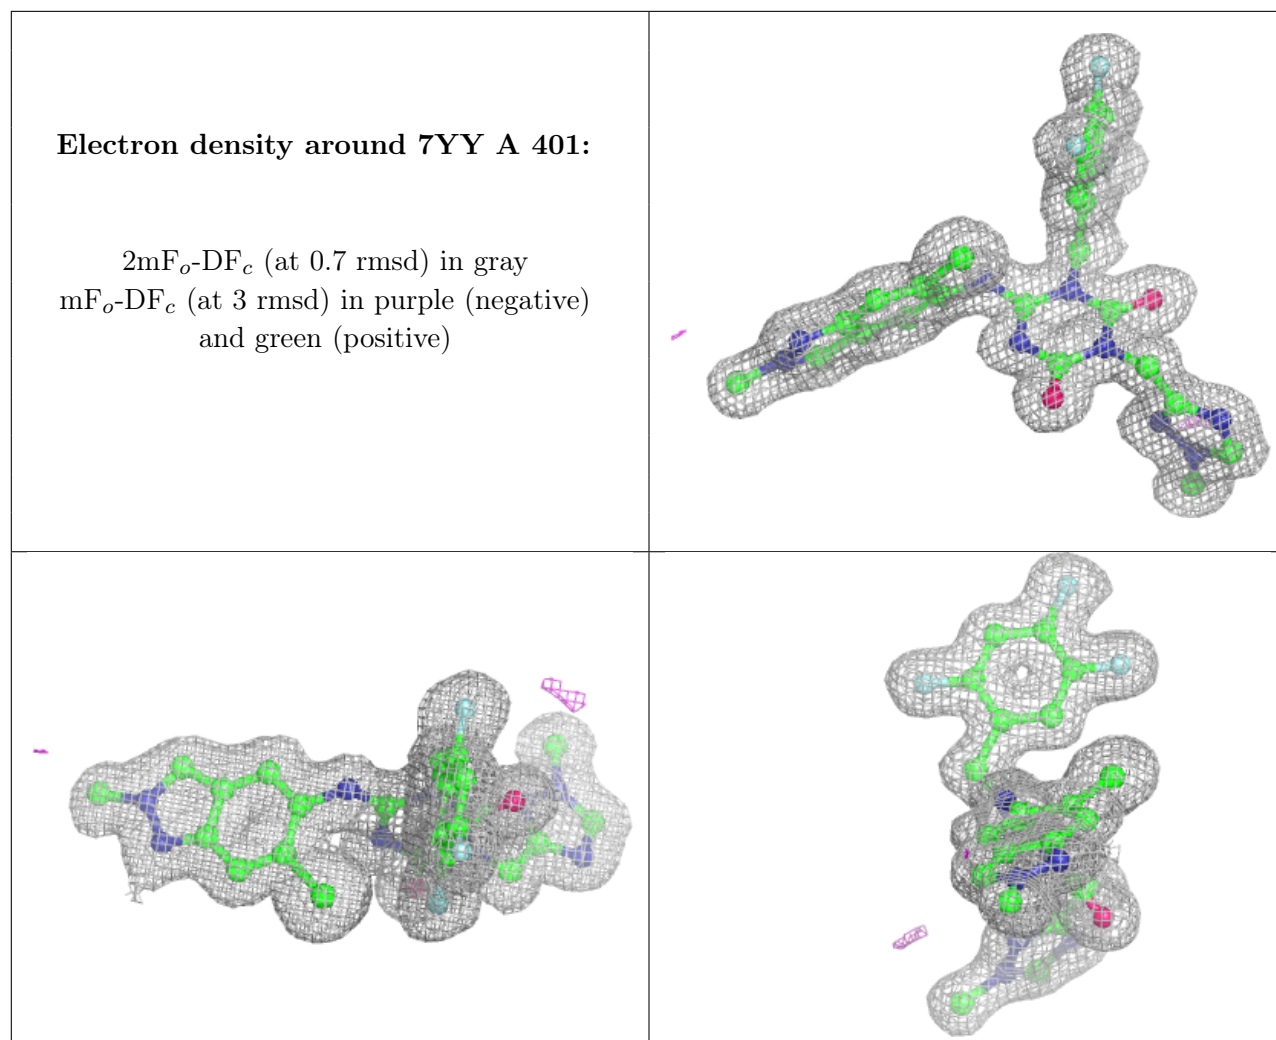 Electron density around 7YY A 401:
2mFₒ-DF𝒸 (at 0.7 rmsd) in gray
mFₒ-DF𝒸 (at 3 rmsd) in purple (negative)
and green (positive)